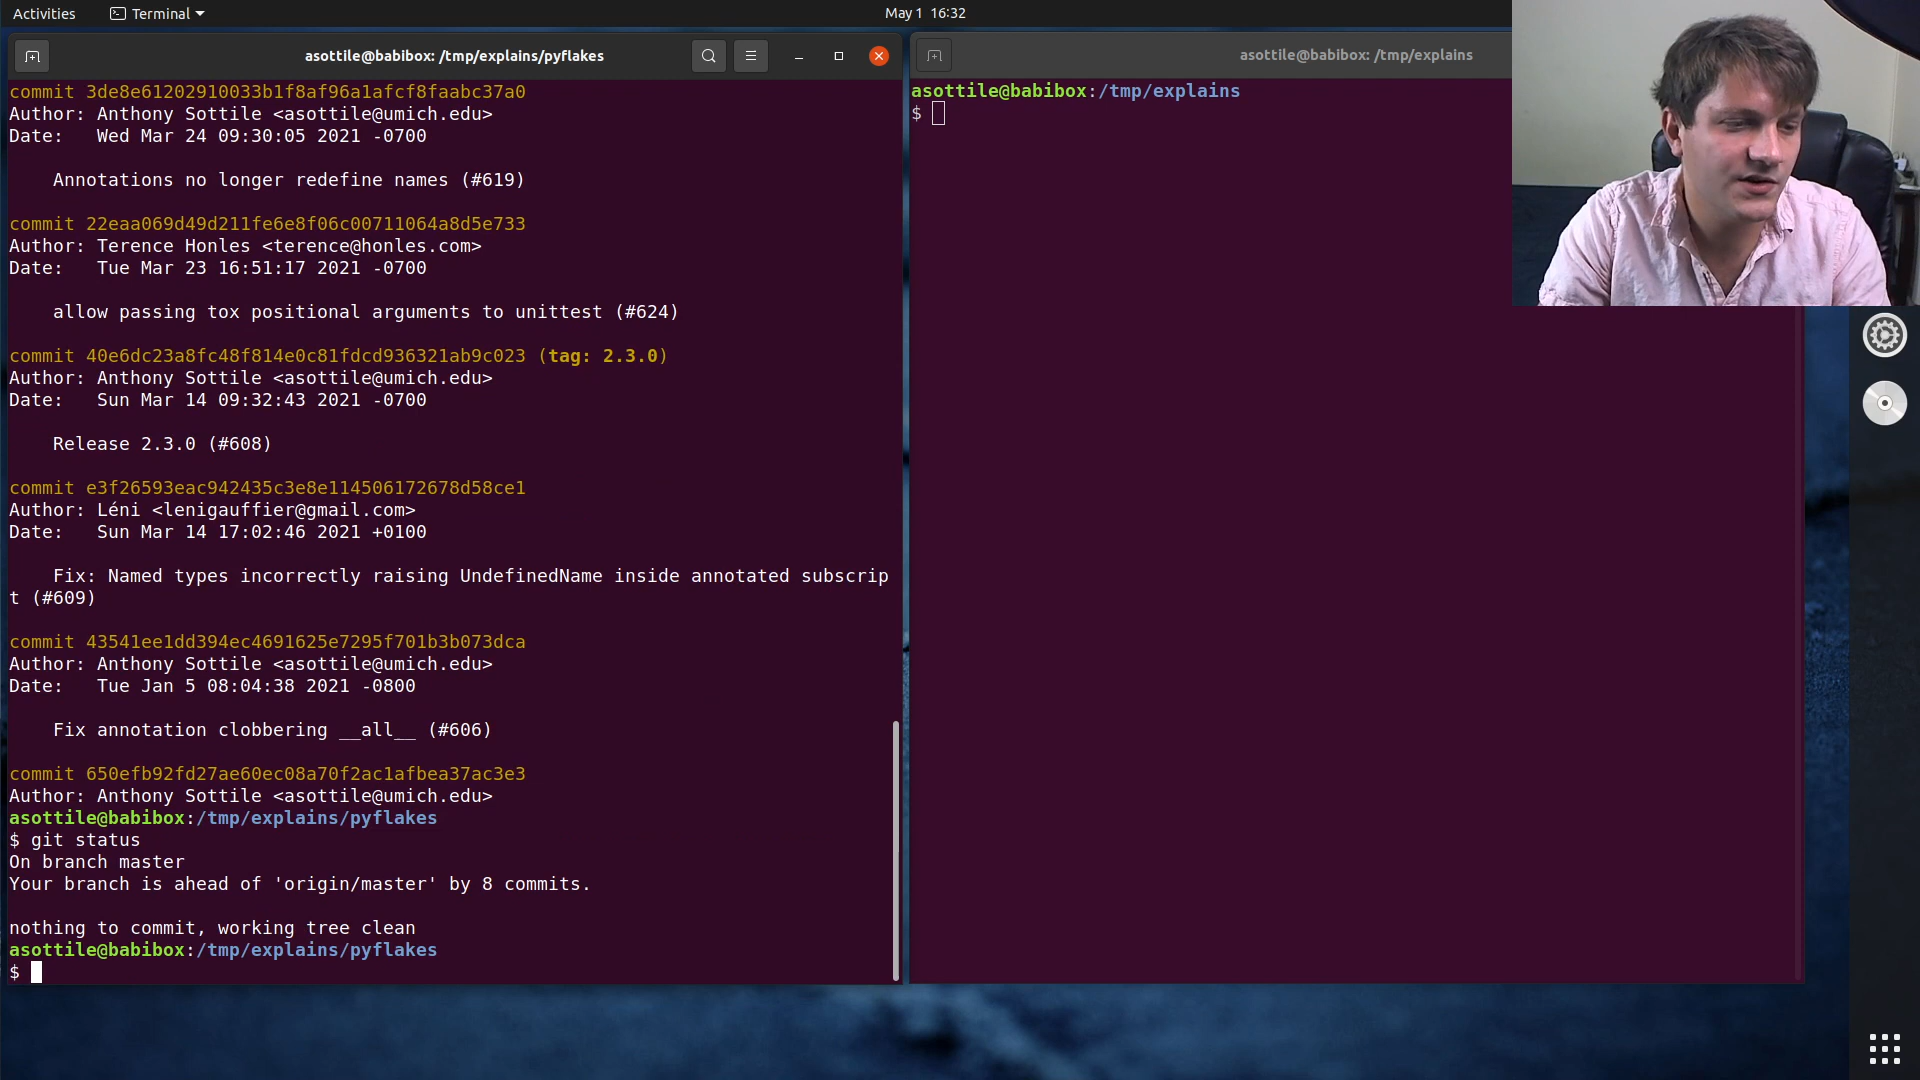 Activities
Terminal
May 1 16:32
asottile@babibox: /tmp/explains/pyflakes
commit 3de8e61202910033b1f8af96a1afcf8faabc37a0
Author: Anthony Sottile <asottile@umich.edu>
Date:   Wed Mar 24 09:30:05 2021 -0700
    Annotations no longer redefine names (#619)
commit 22eaa069d49d211fe6e8f06c00711064a8d5e733
Author: Terence Honles <terence@honles.com>
Date:   Tue Mar 23 16:51:17 2021 -0700
    allow passing tox positional arguments to unittest (#624)
commit 40e6dc23a8fc48f814e0c81fdcd936321ab9c023 (tag: 2.3.0)
Author: Anthony Sottile <asottile@umich.edu>
Date:   Sun Mar 14 09:32:43 2021 -0700
    Release 2.3.0 (#608)
commit e3f26593eac942435c3e8e114506172678d58ce1
Author: Léni <lenigauffier@gmail.com>
Date:   Sun Mar 14 17:02:46 2021 +0100
    Fix: Named types incorrectly raising UndefinedName inside annotated subscrip
t (#609)
commit 43541ee1dd394ec4691625e7295f701b3b073dca
Author: Anthony Sottile <asottile@umich.edu>
Date:   Tue Jan 5 08:04:38 2021 -0800
    Fix annotation clobbering __all__ (#606)
commit 650efb92fd27ae60ec08a70f2ac1afbea37ac3e3
Author: Anthony Sottile <asottile@umich.edu>
asottile@babibox:/tmp/explains/pyflakes
$ git status
On branch master
Your branch is ahead of 'origin/master' by 8 commits.
nothing to commit, working tree clean
asottile@babibox:/tmp/explains/pyflakes
$
asottile@babibox: /tmp/explains
asottile@babibox:/tmp/explains
$